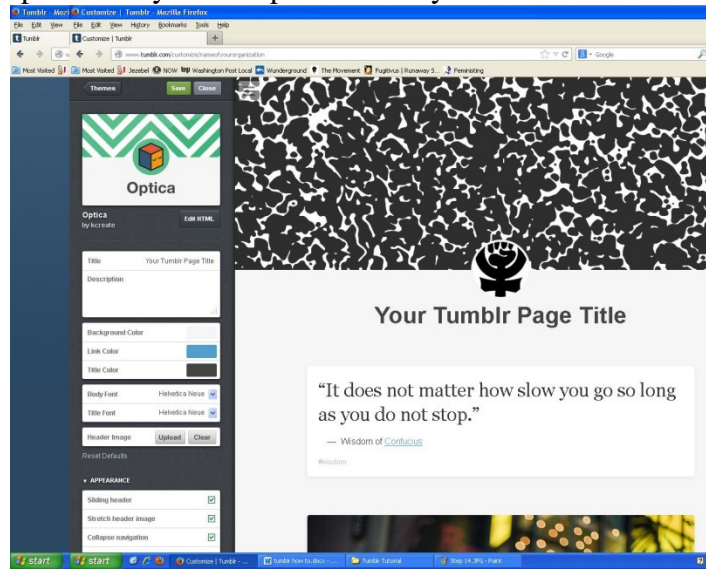 Tumblr - Mozi
Customize | Tumblr - Mozilla Firefox
File Edit View
File Edit View History Bookmarks Tools Help
Tumblr
Customize | Tumblr
+
www.tumblr.com/customize/nameofyourorganization
Google
Most Visited
Most Visited Jezebel NOW Washington Post Local Wunderground The Movement Fugitivus | Runaway S... Feministing
Themes
Save
Close
Optica
Optica
by kcreate
Edit HTML
Title Your Tumblr Page Title
Description
Background Color
Link Color
Title Color
Body Font Helvetica Neue
Title Font Helvetica Neue
Header Image Upload Clear
Reset Defaults
APPEARANCE
Sliding header
Stretch header image
Collapse navigation
Your Tumblr Page Title
“It does not matter how slow you go so long
as you do not stop.”
— Wisdom of Confucius
#wisdom
start
start
Customize | Tumblr - ...
tumblr how to.docx - ...
Tumblr Tutorial
Step 14.JPG - Paint